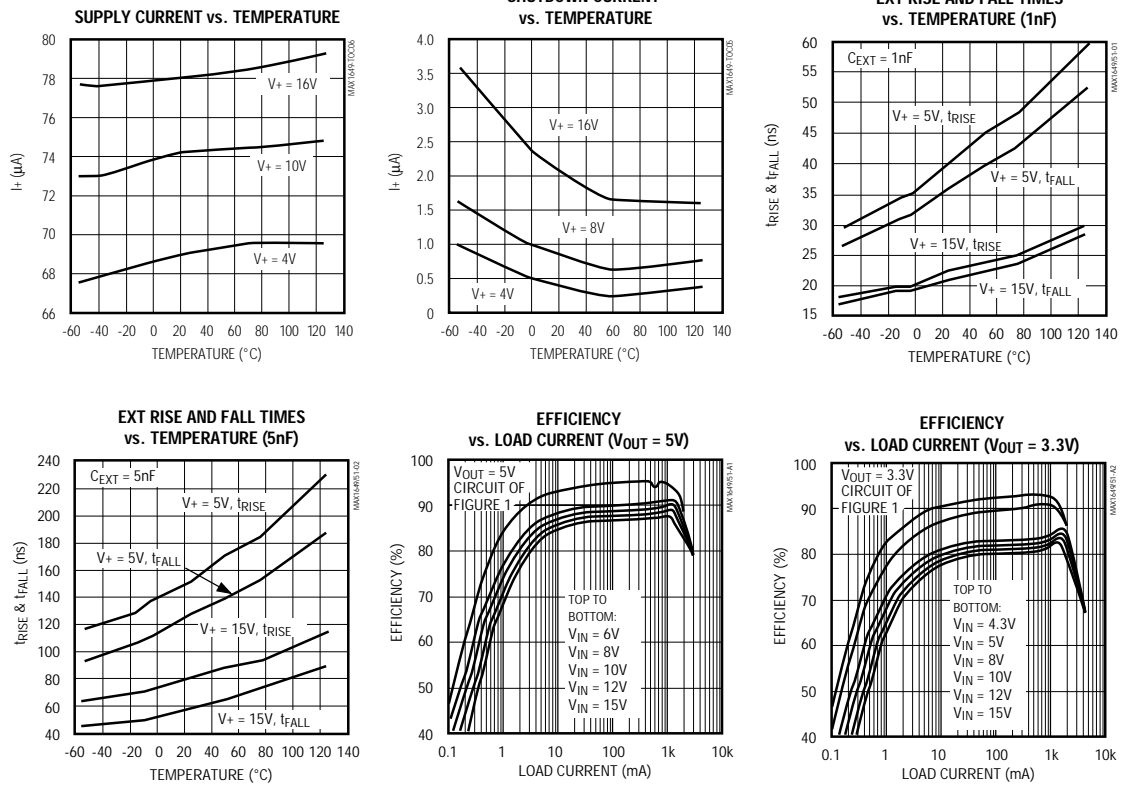 SUPPLY CURRENT vs. TEMPERATURE
80
78
76
74
72
70
68
66
I+ (µA)
V+ = 16V
V+ = 10V
V+ = 4V
-60 -40 -20 0 20 40 60 80 100 120 140
TEMPERATURE (°C)
MAX1649-TOC06
SHUTDOWN CURRENT
vs. TEMPERATURE
4.0
3.5
3.0
2.5
2.0
1.5
1.0
0.5
0
I+ (µA)
V+ = 16V
V+ = 8V
V+ = 4V
-60 -40 -20 0 20 40 60 80 100 120 140
TEMPERATURE (°C)
MAX1649-TOC05
EXT RISE AND FALL TIMES
vs. TEMPERATURE (1nF)
60
55
50
45
40
35
30
25
20
15
tRISE & tFALL (ns)
CEXT = 1nF
V+ = 5V, tRISE
V+ = 5V, tFALL
V+ = 15V, tRISE
V+ = 15V, tFALL
-60 -40 -20 0 20 40 60 80 100 120 140
TEMPERATURE (°C)
MAX1649/51-01
EXT RISE AND FALL TIMES
vs. TEMPERATURE (5nF)
240
220
200
180
160
140
120
100
80
60
40
tRISE & tFALL (ns)
CEXT = 5nF
V+ = 5V, tRISE
V+ = 5V, tFALL
V+ = 15V, tRISE
V+ = 15V, tFALL
-60 -40 -20 0 20 40 60 80 100 120 140
TEMPERATURE (°C)
MAX1649/51-02
EFFICIENCY
vs. LOAD CURRENT (VOUT = 5V)
100
90
80
70
60
50
40
EFFICIENCY (%)
VOUT = 5V
CIRCUIT OF
FIGURE 1
TOP TO
BOTTOM:
VIN = 6V
VIN = 8V
VIN = 10V
VIN = 12V
VIN = 15V
0.1 1 10 100 1k 10k
LOAD CURRENT (mA)
MAX1649/51-A1
EFFICIENCY
vs. LOAD CURRENT (VOUT = 3.3V)
100
90
80
70
60
50
40
EFFICIENCY (%)
VOUT = 3.3V
CIRCUIT OF
FIGURE 1
TOP TO
BOTTOM:
VIN = 4.3V
VIN = 5V
VIN = 8V
VIN = 10V
VIN = 12V
VIN = 15V
0.1 1 10 100 1k 10k
LOAD CURRENT (mA)
MAX1649/51-A2